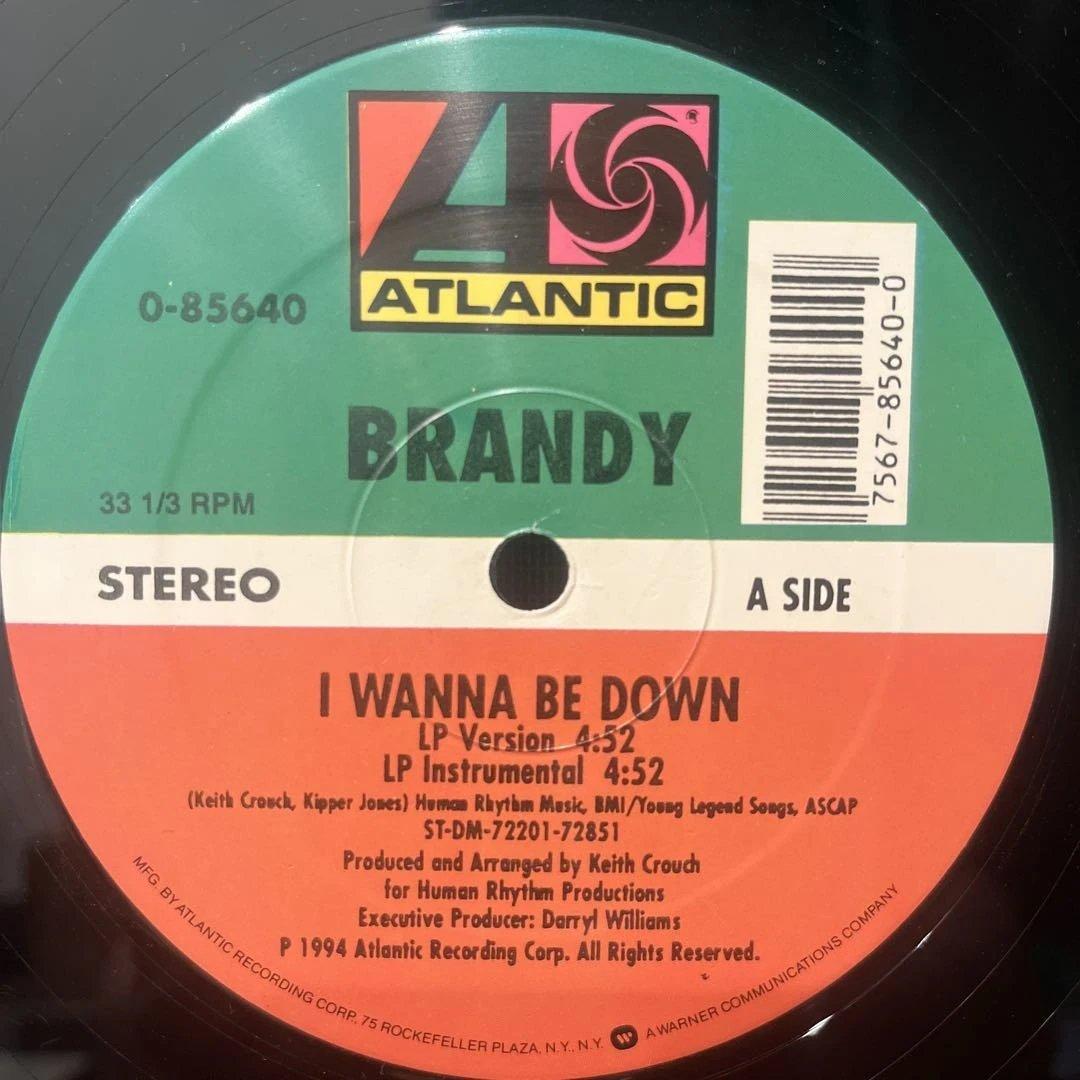 ATLANTIC
0-85640
7567-85640-0
BRANDY
33 1/3 RPM
STEREO
A SIDE
I WANNA BE DOWN
LP Version 4:52
LP Instrumental 4:52
(Keith Crouch, Kipper Jones) Human Rhythm Music, BMI/Young Legend Songs, ASCAP
ST-DM-72201-72851
Produced and Arranged by Keith Crouch
for Human Rhythm Productions
Executive Producer: Darryl Williams
P 1994 Atlantic Recording Corp. All Rights Reserved.
MFG. BY ATLANTIC RECORDING CORP., 75 ROCKEFELLER PLAZA, N.Y., N.Y. A WARNER COMMUNICATIONS COMPANY